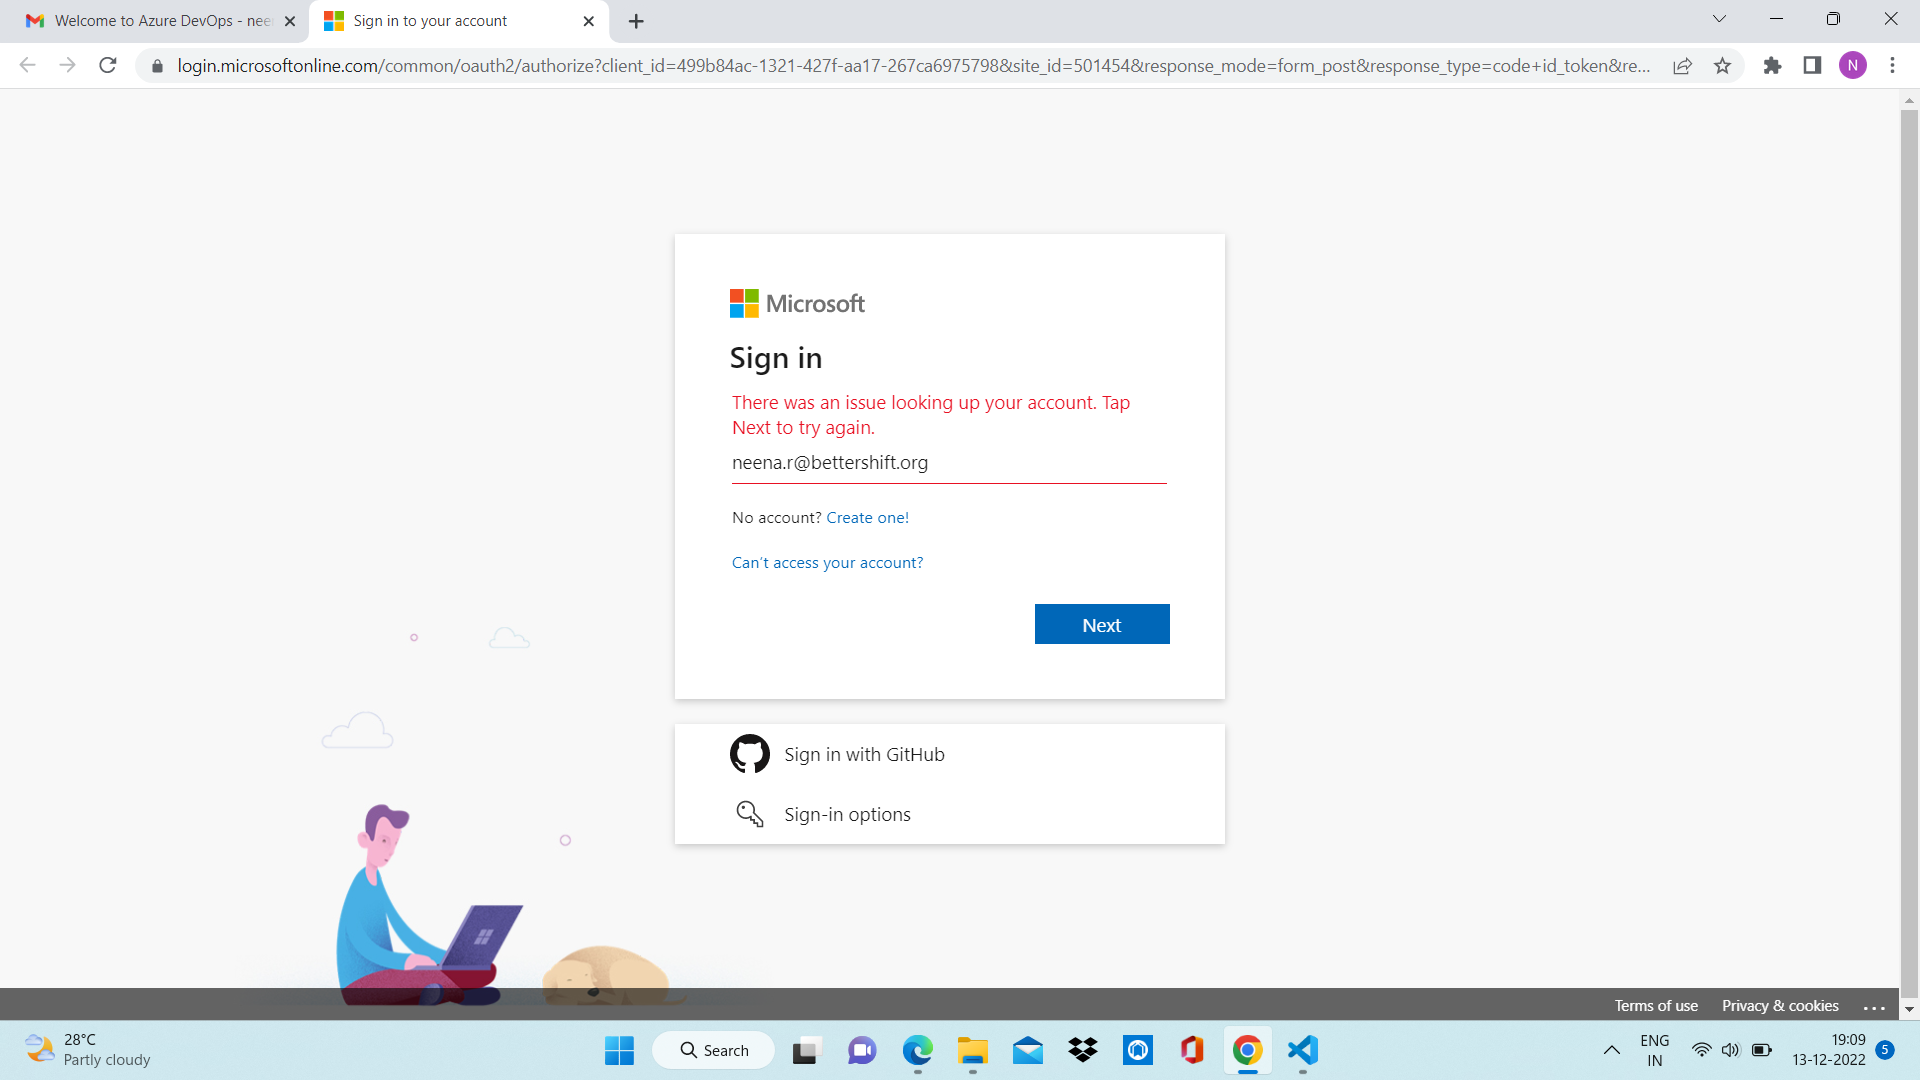 Welcome to Azure DevOps - nee
Sign in to your account
login.microsoftonline.com/common/oauth2/authorize?client_id=499b84ac-1321-427f-aa17-267ca6975798&site_id=501454&response_mode=form_post&response_type=code+id_token&re...
N
Microsoft
Sign in
There was an issue looking up your account. Tap
Next to try again.
neena.r@bettershift.org
No account? Create one!
Can't access your account?
Next
Sign in with GitHub
Sign-in options
Terms of use
Privacy & cookies
...
28°C
Partly cloudy
Search
ENG
IN
19:09
13-12-2022
5